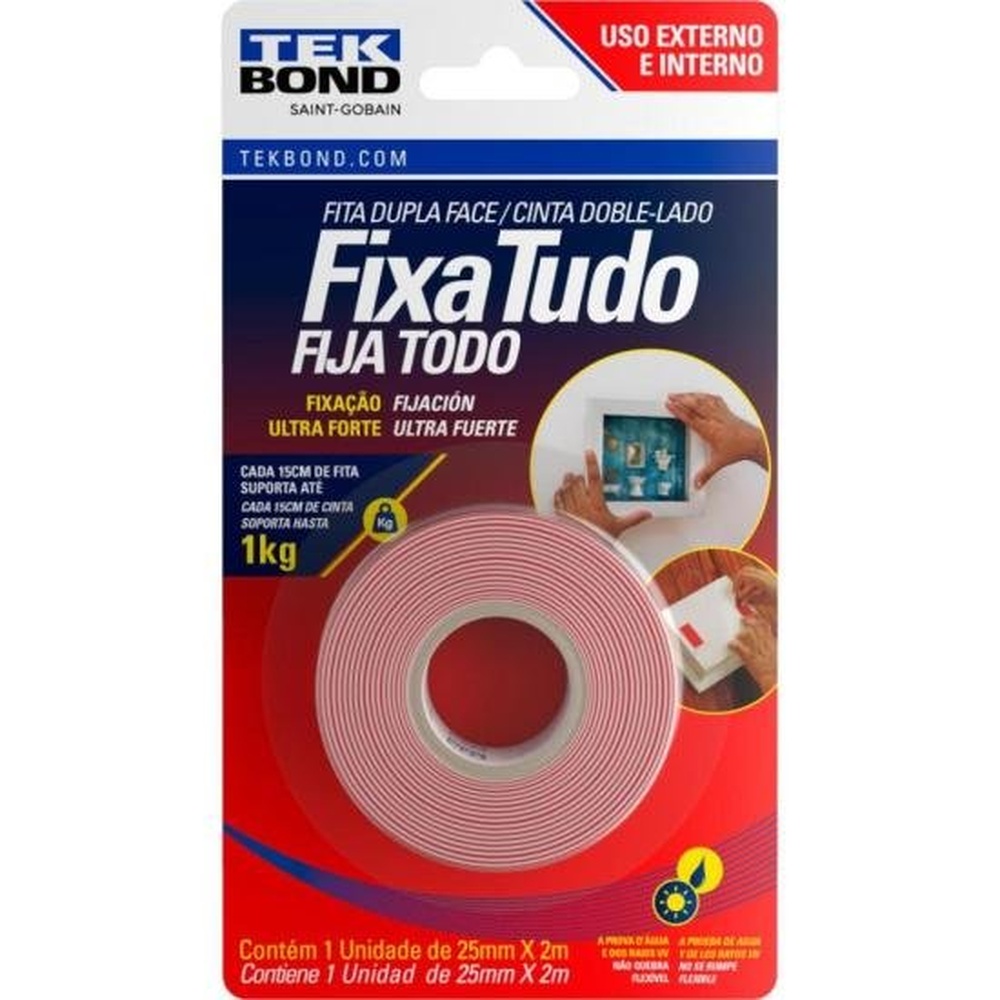 TEK
BOND
SAINT-GOBAIN
USO EXTERNO
E INTERNO
TEKBOND.COM
FITA DUPLA FACE / CINTA DOBLE-LADO
Fixa Tudo
FIJA TODO
FIXAÇÃO FIJACIÓN
ULTRA FORTE ULTRA FUERTE
CADA 15CM DE FITA
SUPORTA ATÉ
CADA 15CM DE CINTA
SOPORTA HASTA
1kg
Kg
Contém 1 Unidade de 25mm X 2m
Contiene 1 Unidad de 25mm X 2m
A PROVA D'ÁGUA
E DOS RAIOS UV
NÃO QUEBRA
FLEXÍVEL
A PRUEBA DE AGUA
Y DE LOS RAYOS UV
NO SE ROMPE
FLEXIBLE